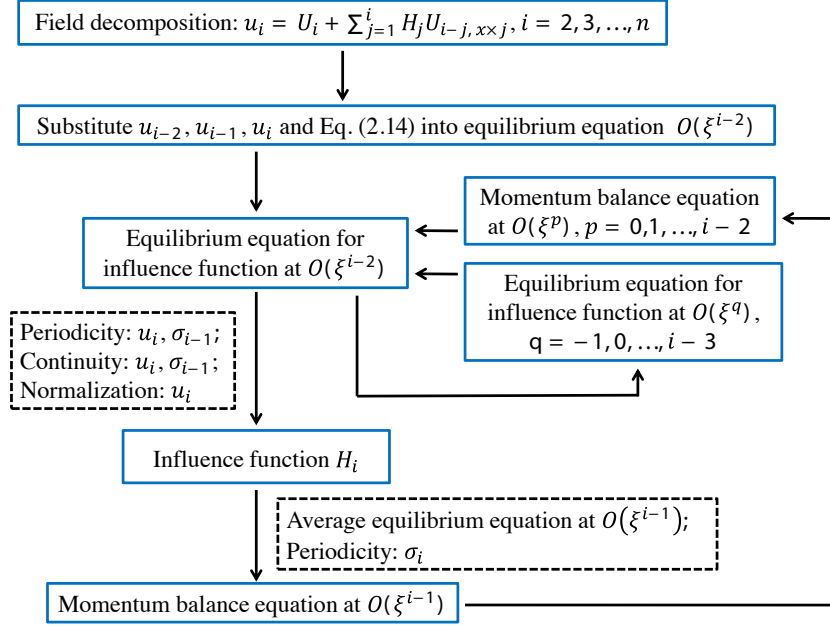 Field decomposition: u_i = U_i + ∑_{j=1}^{i} H_j U_{i−j, x×j}, i = 2, 3, …, n
Substitute u_{i−2}, u_{i−1}, u_i and Eq. (2.14) into equilibrium equation O(ξ^{i−2})
Momentum balance equation
at O(ξ^p), p = 0,1, …, i − 2
Equilibrium equation for
influence function at O(ξ^{i−2})
Equilibrium equation for
influence function at O(ξ^q),
q = −1, 0, …, i − 3
Periodicity: u_i, σ_{i−1};
Continuity: u_i, σ_{i−1};
Normalization: u_i
Influence function H_i
Average equilibrium equation at O(ξ^{i−1});
Periodicity: σ_i
Momentum balance equation at O(ξ^{i−1})